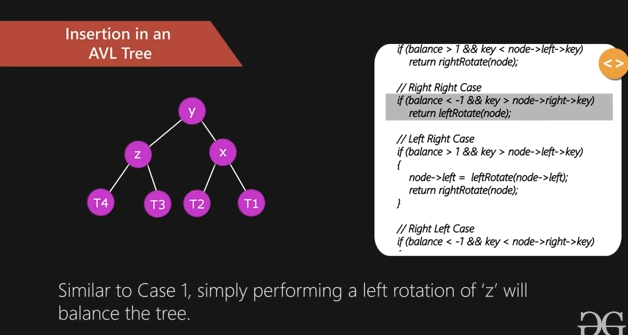 Insertion in an
AVL Tree
y
z
x
T4
T3
T2
T1
if (balance > 1 && key < node->left->key)
return rightRotate(node);
// Right Right Case
if (balance < -1 && key > node->right->key)
return leftRotate(node);
// Left Right Case
if (balance > 1 && key > node->left->key)
{
node->left = leftRotate(node->left);
return rightRotate(node);
}
// Right Left Case
if (balance < -1 && key < node->right->key)
<>
Similar to Case 1, simply performing a left rotation of ‘z’ will
balance the tree.